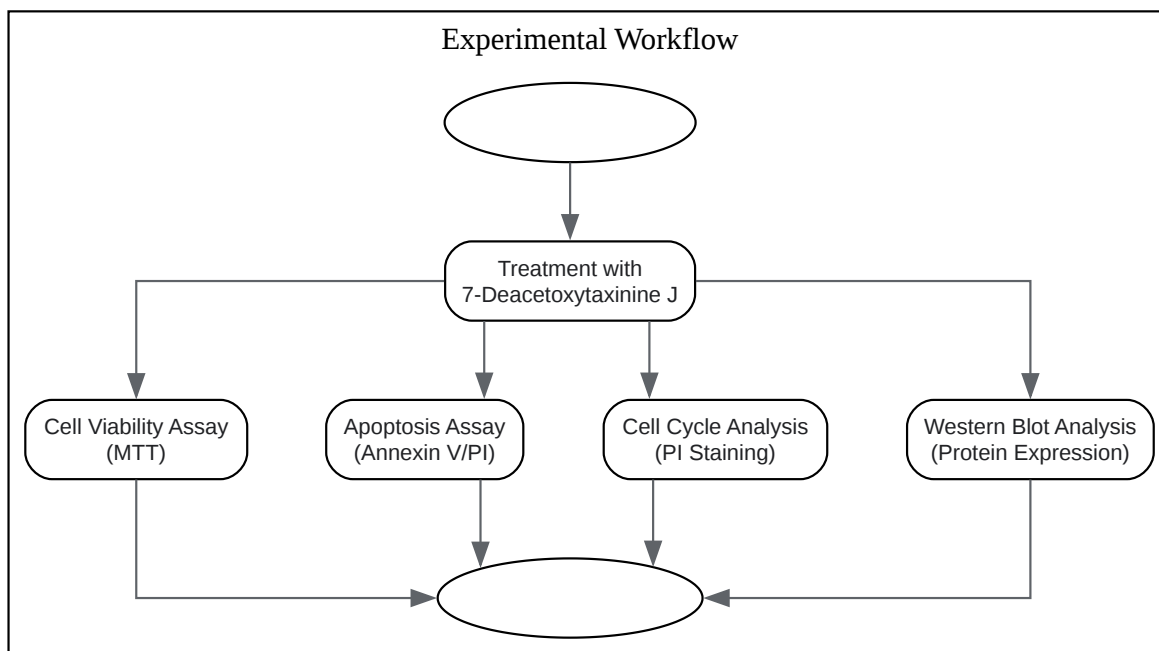 Experimental Workflow
Treatment with
7-Deacetoxytaxinine J
Cell Viability Assay
(MTT)
Apoptosis Assay
(Annexin V/PI)
Cell Cycle Analysis
(PI Staining)
Western Blot Analysis
(Protein Expression)